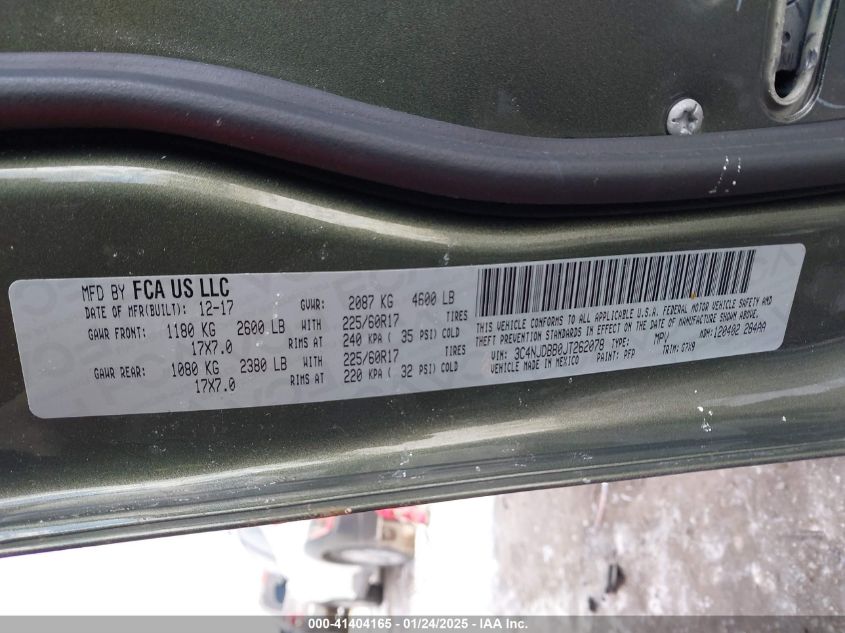 MFD BY FCA US LLC
DATE OF MFR(BUILT): 12-17 GVWR: 2087 KG 4600 LB
GAWR FRONT: 1180 KG 2600 LB WITH 225/60R17 TIRES
17X7.0 RIMS AT 240 KPA ( 35 PSI) COLD
GAWR REAR: 1080 KG 2380 LB WITH 225/60R17 TIRES
17X7.0 RIMS AT 220 KPA ( 32 PSI) COLD
THIS VEHICLE CONFORMS TO ALL APPLICABLE U.S.A. FEDERAL MOTOR VEHICLE SAFETY AND
THEFT PREVENTION STANDARDS IN EFFECT ON THE DATE OF MANUFACTURE SHOWN ABOVE.
VIN: 3C4NJDBB0JT262078 TYPE: MPV MDH: 120402 28AA9
VEHICLE MADE IN MEXICO PAINT: PFP TRIM: G7X9
000-41404165 - 01/24/2025 - IAA Inc.